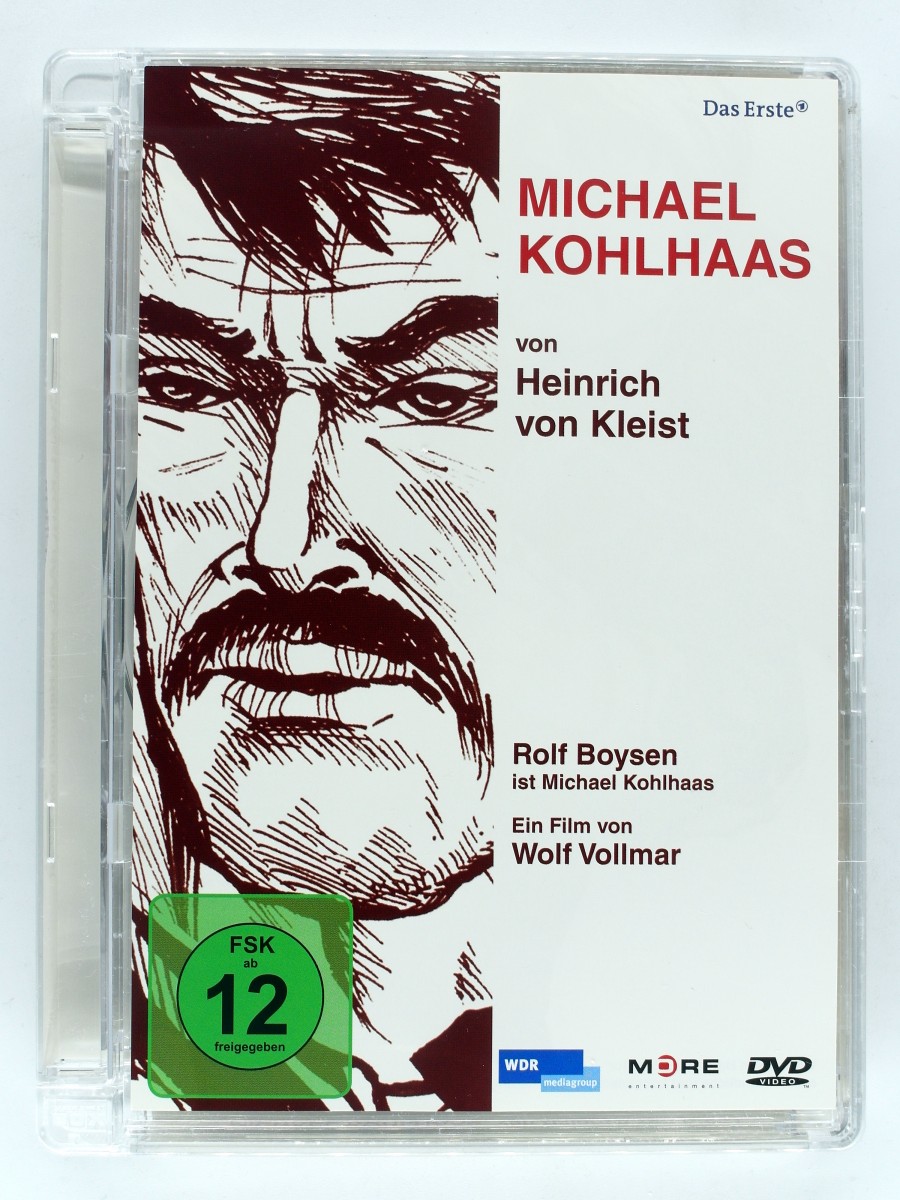 Das Erste
MICHAEL
KOHLHAAS
von
Heinrich
von Kleist
Rolf Boysen
ist Michael Kohlhaas
Ein Film von
Wolf Vollmar
FSK
ab
12
freigegeben
WDR
mediagroup
MORE
entertainment
DVD
VIDEO
TM